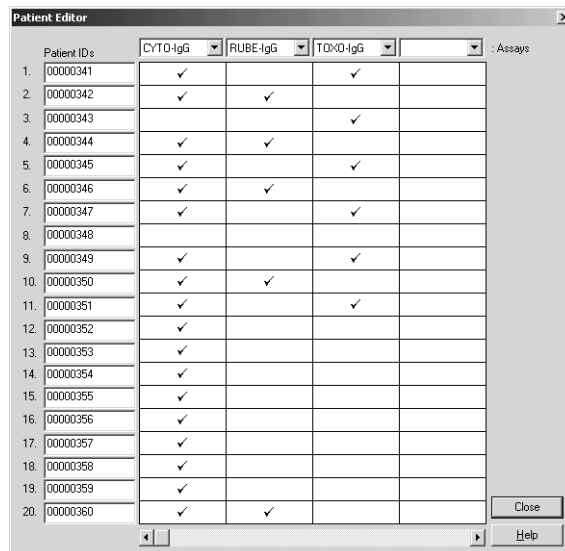 Patient Editor
Patient IDs CYTO-IgG RUBE-IgG TOXO-IgG : Assays
1. 00000341 ✓ ✓
2. 00000342 ✓ ✓
3. 00000343 ✓
4. 00000344 ✓ ✓
5. 00000345 ✓ ✓
6. 00000346 ✓ ✓
7. 00000347 ✓ ✓
8. 00000348
9. 00000349 ✓ ✓
10. 00000350 ✓ ✓
11. 00000351 ✓ ✓
12. 00000352 ✓
13. 00000353 ✓
14. 00000354 ✓
15. 00000355 ✓
16. 00000356 ✓
17. 00000357 ✓
18. 00000358 ✓
19. 00000359 ✓
20. 00000360 ✓ ✓
Close
Help